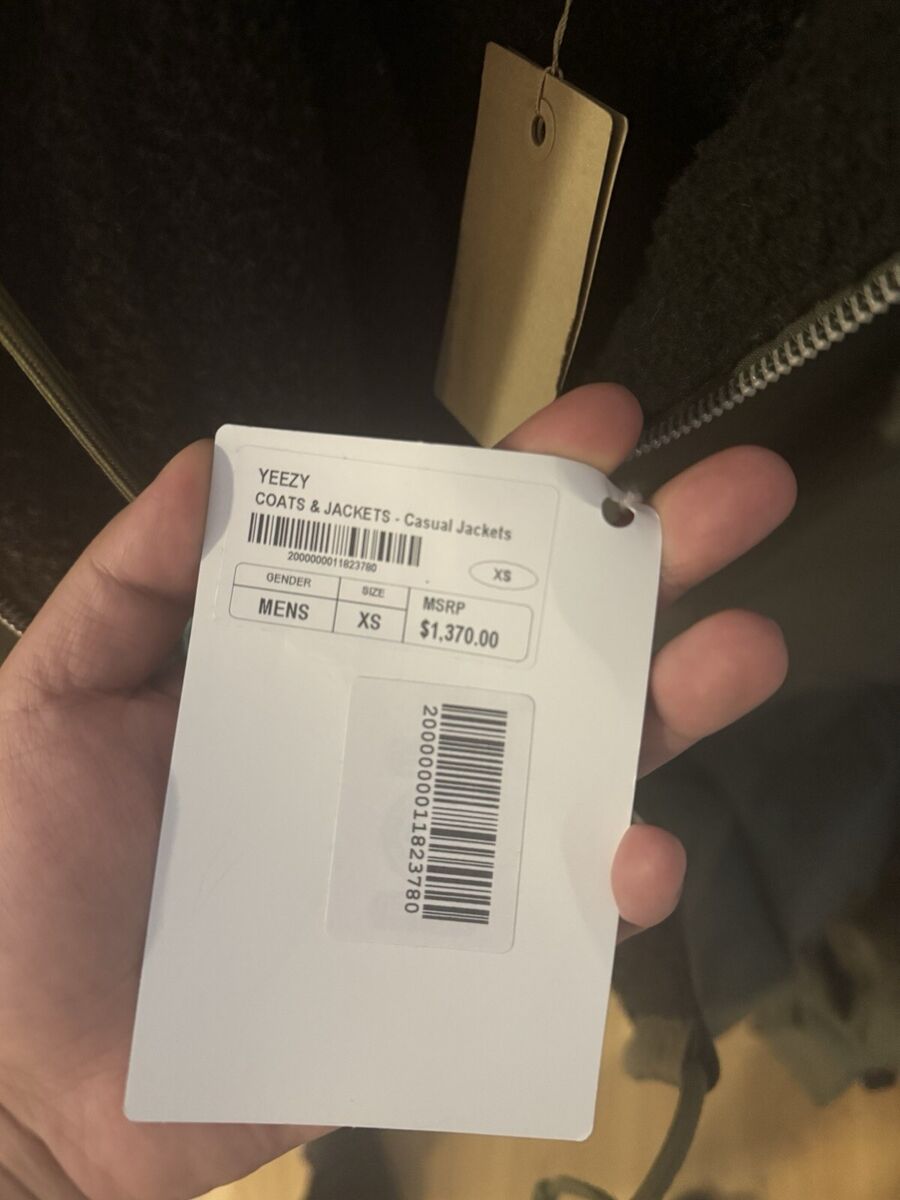 YEEZY
COATS & JACKETS - Casual Jackets
2000000011823780
XS
GENDER
SIZE
MENS
XS
MSRP
$1,370.00
2000000011823780